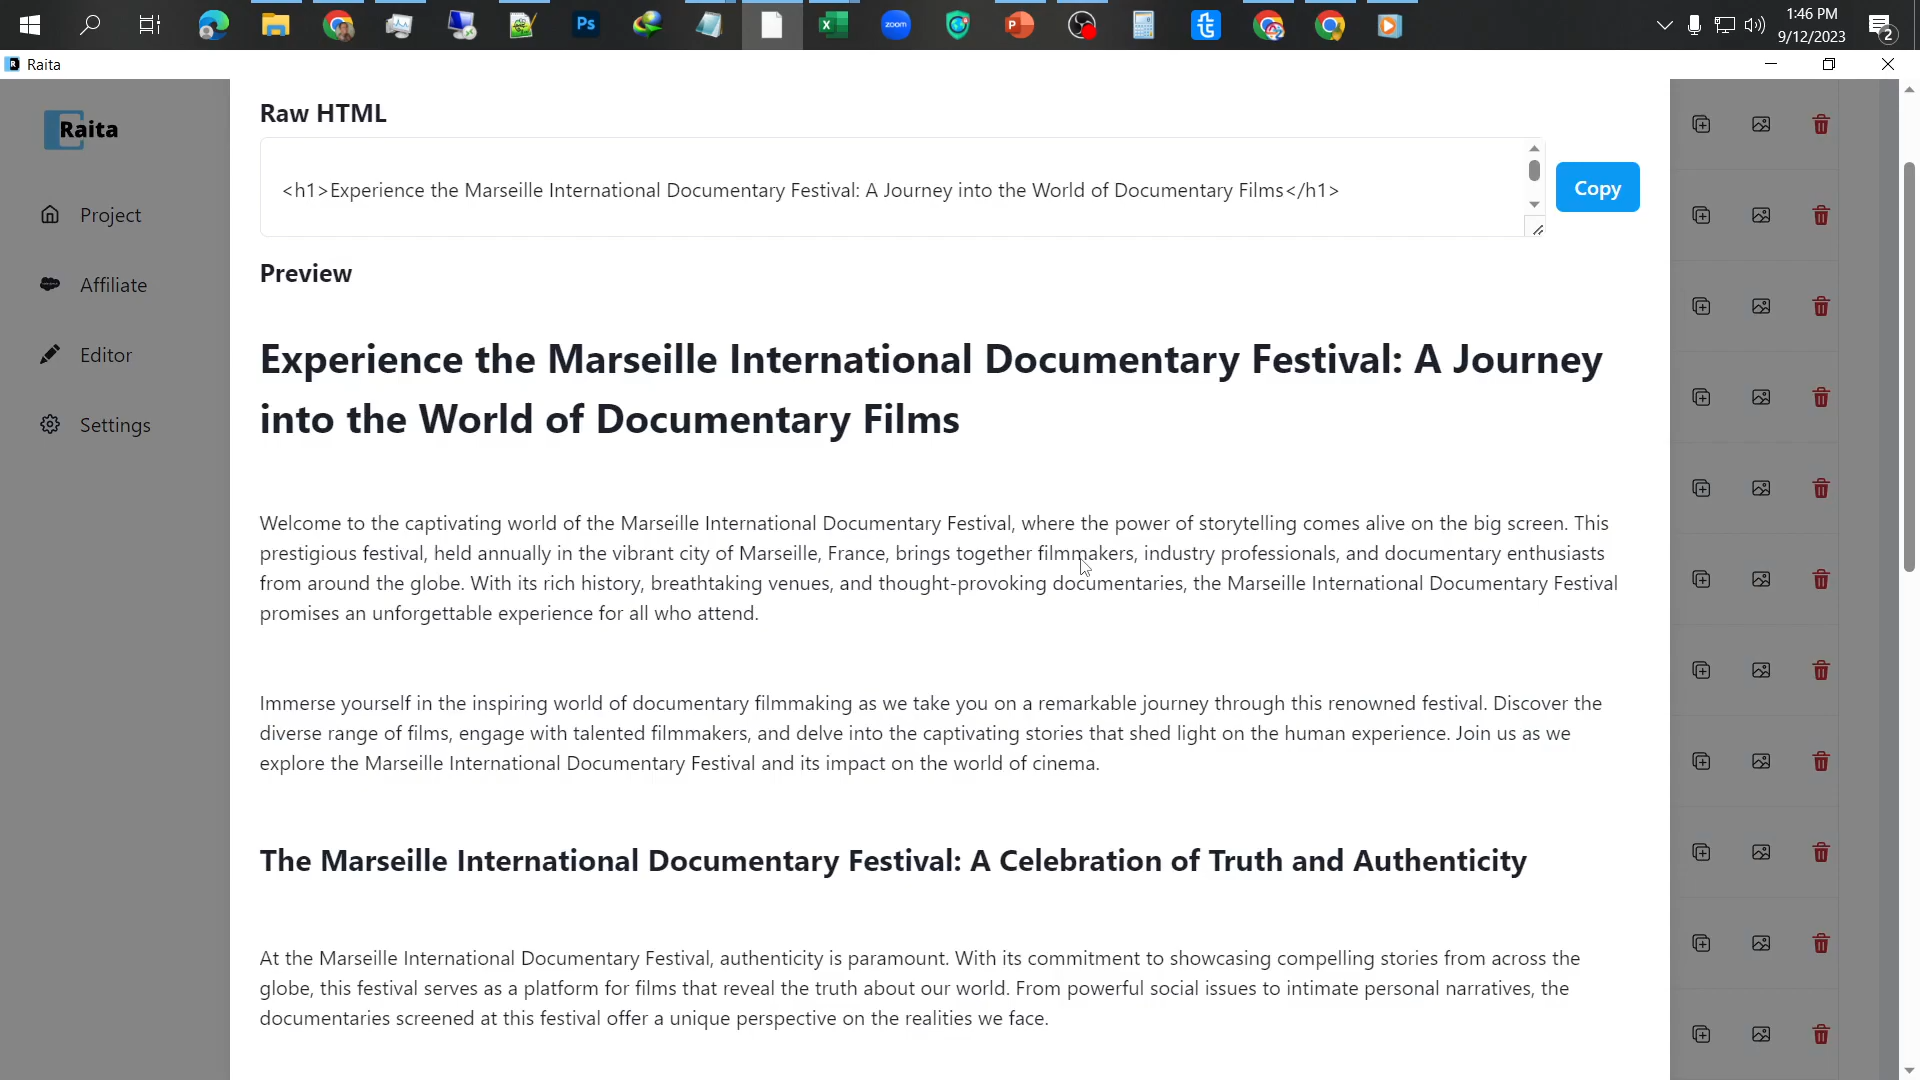 Ps
zoom
1:46 PM
9/12/2023
2
Raita
Raita
Project
Affiliate
Editor
Settings
Raw HTML
<h1>Experience the Marseille International Documentary Festival: A Journey into the World of Documentary Films</h1>
Copy
Preview
Experience the Marseille International Documentary Festival: A Journey
into the World of Documentary Films
Welcome to the captivating world of the Marseille International Documentary Festival, where the power of storytelling comes alive on the big screen. This
prestigious festival, held annually in the vibrant city of Marseille, France, brings together filmmakers, industry professionals, and documentary enthusiasts
from around the globe. With its rich history, breathtaking venues, and thought-provoking documentaries, the Marseille International Documentary Festival
promises an unforgettable experience for all who attend.
Immerse yourself in the inspiring world of documentary filmmaking as we take you on a remarkable journey through this renowned festival. Discover the
diverse range of films, engage with talented filmmakers, and delve into the captivating stories that shed light on the human experience. Join us as we
explore the Marseille International Documentary Festival and its impact on the world of cinema.
The Marseille International Documentary Festival: A Celebration of Truth and Authenticity
At the Marseille International Documentary Festival, authenticity is paramount. With its commitment to showcasing compelling stories from across the
globe, this festival serves as a platform for films that reveal the truth about our world. From powerful social issues to intimate personal narratives, the
documentaries screened at this festival offer a unique perspective on the realities we face.